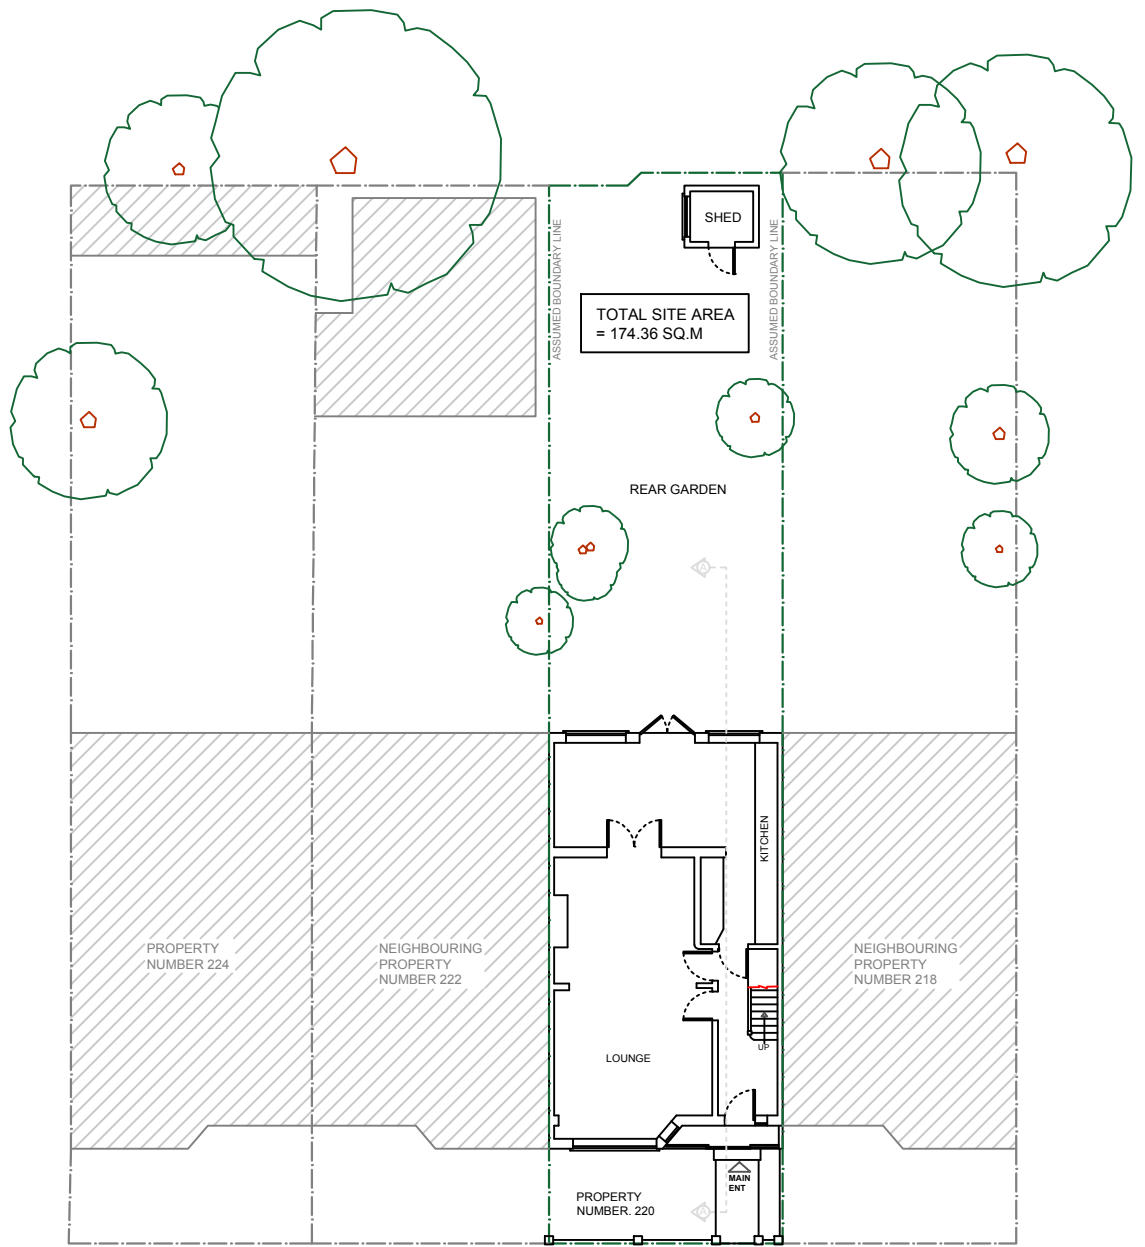 SHED
ASSUMED BOUNDARY LINE
ASSUMED BOUNDARY LINE
TOTAL SITE AREA
= 174.36 SQ.M
REAR GARDEN
A
KITCHEN
PROPERTY
NUMBER 224
NEIGHBOURING
PROPERTY
NUMBER 222
NEIGHBOURING
PROPERTY
NUMBER 218
UP
LOUNGE
MAIN
ENT
PROPERTY
NUMBER. 220
A